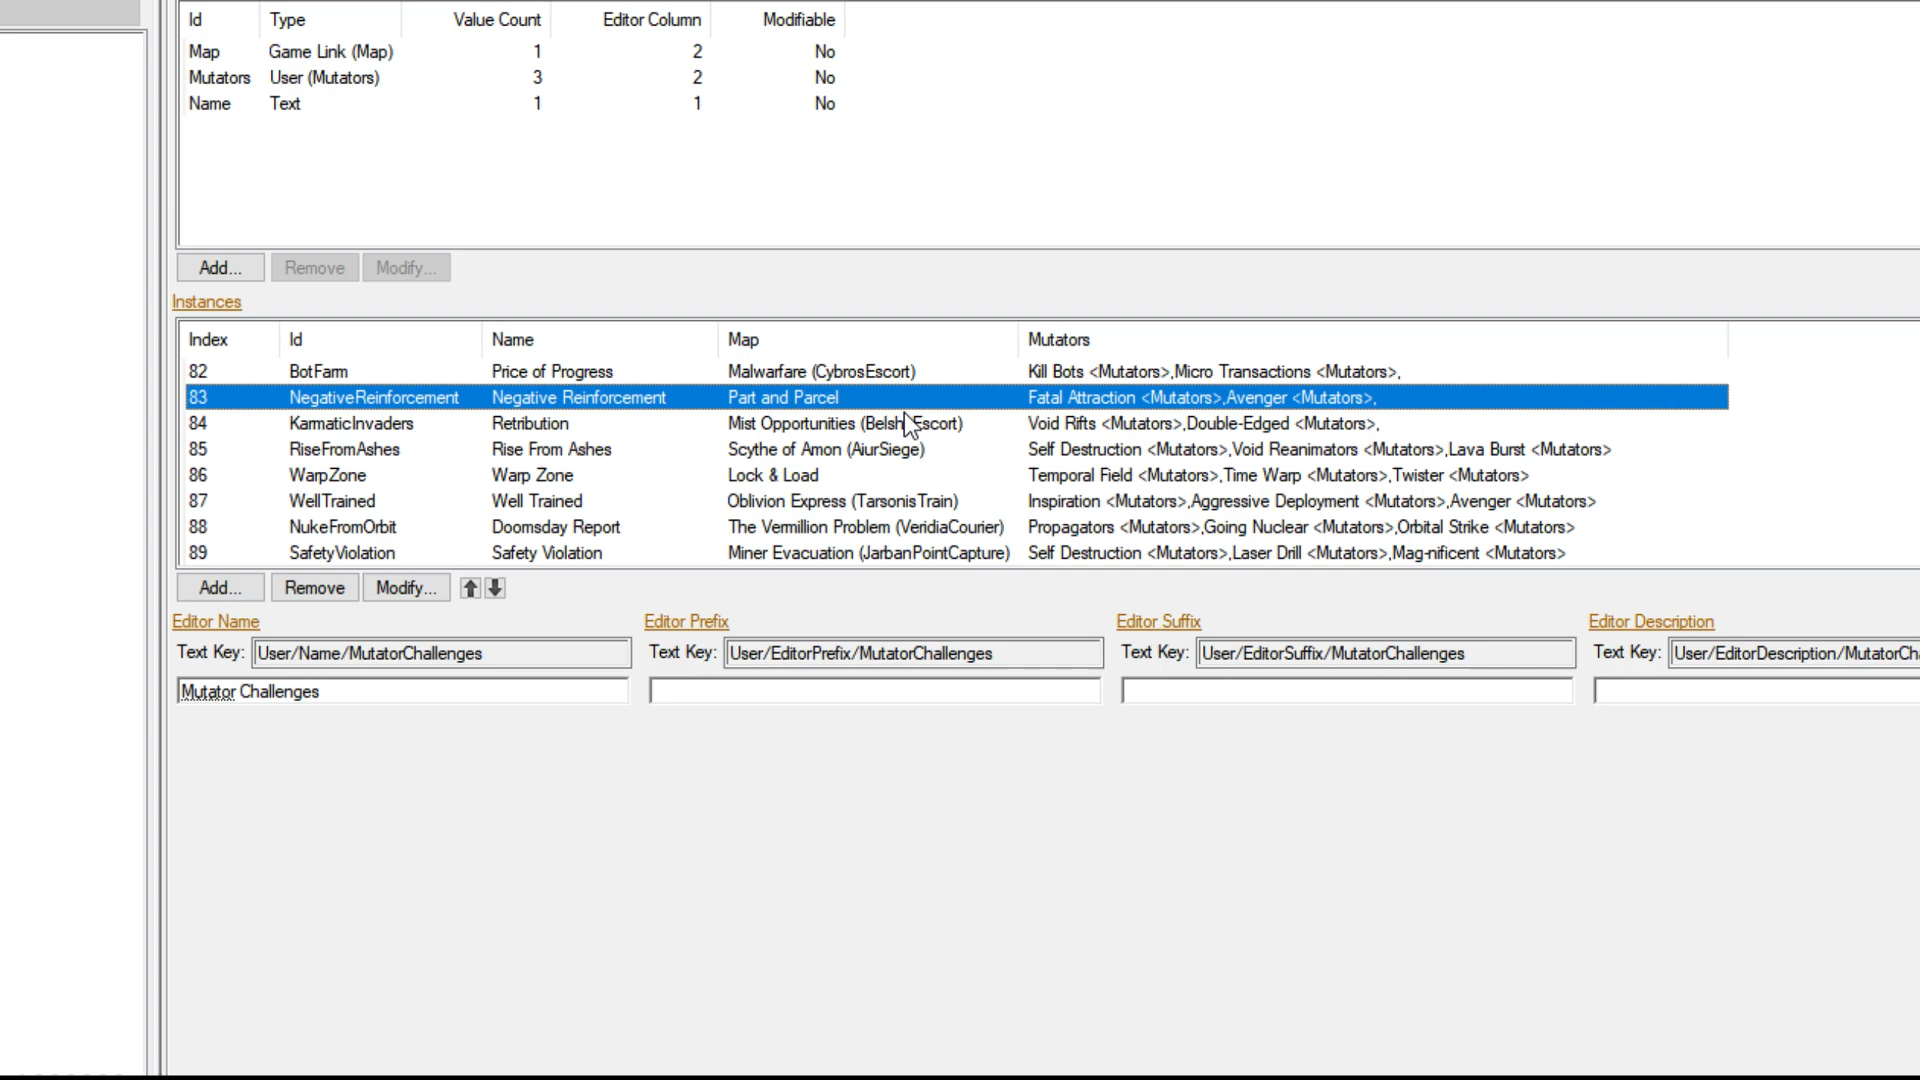 Id Type Value Count Editor Column Modifiable
Map Game Link (Map) 1 2 No
Mutators User (Mutators) 3 2 No
Name Text 1 1 No
Add... Remove Modify...
Instances
Index Id Name Map Mutators
82 BotFarm Price of Progress Malwarfare (CybrosEscort) Kill Bots <Mutators>,Micro Transactions <Mutators>,
83 NegativeReinforcement Negative Reinforcement Part and Parcel Fatal Attraction <Mutators>,Avenger <Mutators>,
84 KarmaticInvaders Retribution Mist Opportunities (Belsh Escort) Void Rifts <Mutators>,Double-Edged <Mutators>,
85 RiseFromAshes Rise From Ashes Scythe of Amon (AiurSiege) Self Destruction <Mutators>,Void Reanimators <Mutators>,Lava Burst <Mutators>
86 WarpZone Warp Zone Lock & Load Temporal Field <Mutators>,Time Warp <Mutators>,Twister <Mutators>
87 WellTrained Well Trained Oblivion Express (TarsonisTrain) Inspiration <Mutators>,Aggressive Deployment <Mutators>,Avenger <Mutators>
88 NukeFromOrbit Doomsday Report The Vermillion Problem (VeridiaCourier) Propagators <Mutators>,Going Nuclear <Mutators>,Orbital Strike <Mutators>
89 SafetyViolation Safety Violation Miner Evacuation (JarbanPointCapture) Self Destruction <Mutators>,Laser Drill <Mutators>,Mag-nificent <Mutators>
Add... Remove Modify...
Editor Name Editor Prefix Editor Suffix Editor Description
Text Key: User/Name/MutatorChallenges Text Key: User/EditorPrefix/MutatorChallenges Text Key: User/EditorSuffix/MutatorChallenges Text Key: User/EditorDescription/MutatorCh
Mutator Challenges